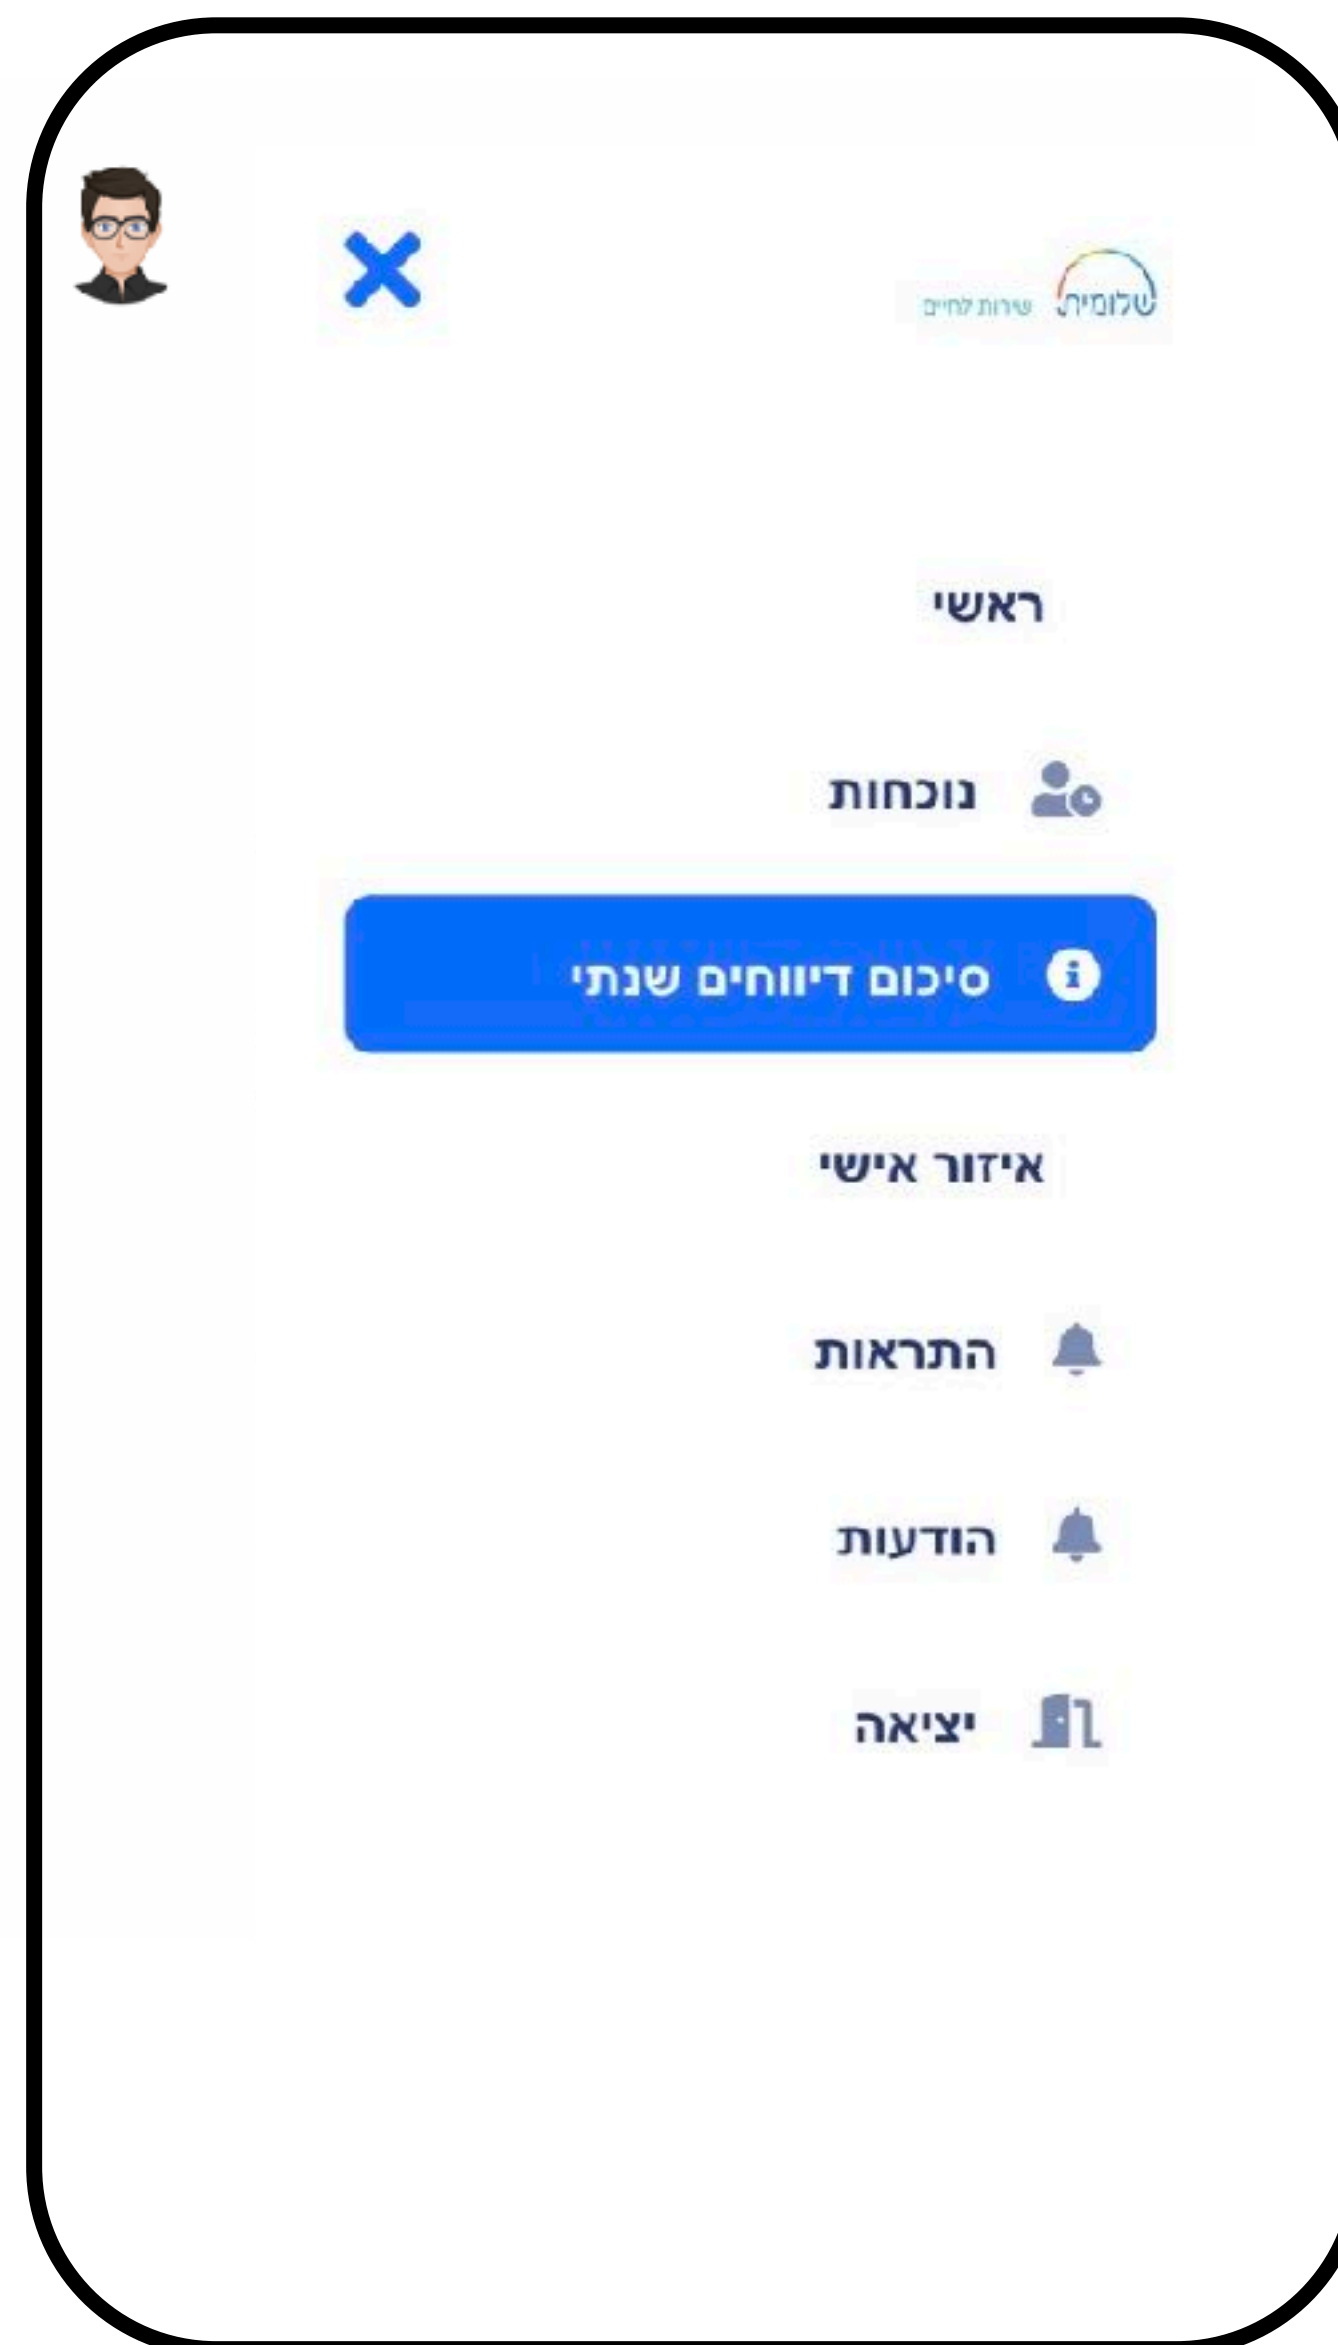 שלומית שירות לחיים
ראשי
נוכחות
סיכום דיווחים שנתי
איזור אישי
התראות
הודעות
יציאה